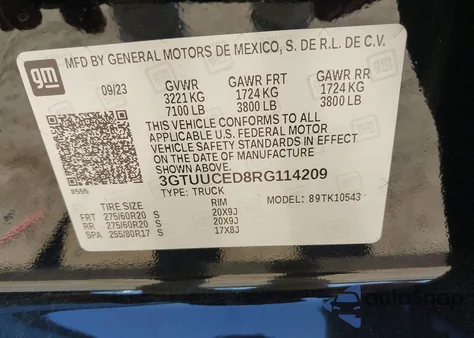 MFD BY GENERAL MOTORS DE MEXICO, S. DE R.L. DE C.V.
gm
09/23 GVWR GAWR FRT GAWR RR
3221 KG 1724 KG 1724 KG
7100 LB 3800 LB 3800 LB
THIS VEHICLE CONFORMS TO ALL
APPLICABLE U.S. FEDERAL MOTOR
VEHICLE SAFETY STANDARDS IN EFFECT
ON THE DATE OF MANUFACTURE
SHOWN ABOVE.
3GTUUCED8RG114209
8555 TYPE: TRUCK MODEL: 89TK10543
TIRE SIZE RIM
FRT 275/60R20 S 20X9J
RR 275/60R20 S 20X9J
SPA 255/80R17 S 17X8J
autoSnap